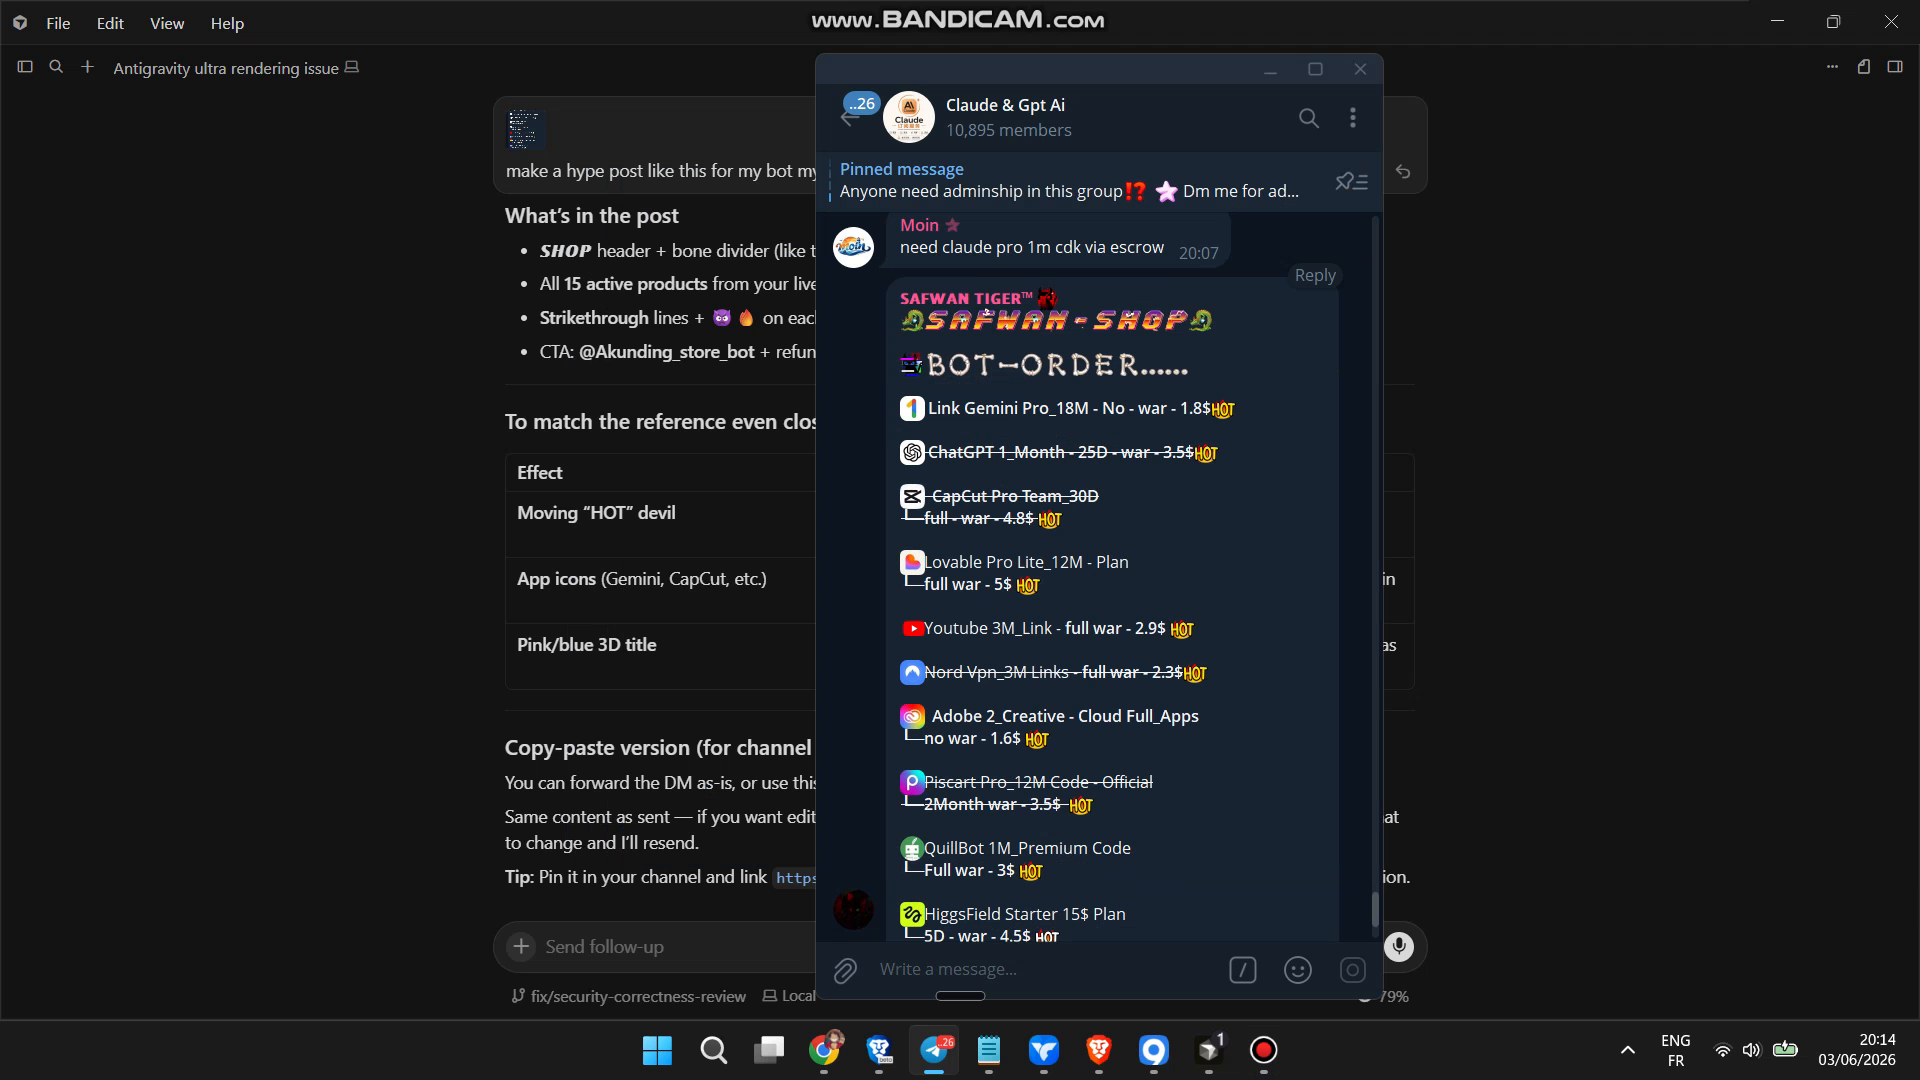 File Edit View Help
www.BANDICAM.com
Antigravity ultra rendering issue
make a hype post like this for my bot my
What's in the post
SHOP header + bone divider (like t
All 15 active products from your live
Strikethrough lines + 😈 🔥 on eac
CTA: @Akunding_store_bot + refun
To match the reference even clos
Effect
Moving “HOT” devil
App icons (Gemini, CapCut, etc.)
in
Pink/blue 3D title
as
Copy-paste version (for channel
You can forward the DM as-is, or use this
Same content as sent — if you want edit
at
to change and I'll resend.
Tip: Pin it in your channel and link https
on.
Send follow-up
fix/security-correctness-review Local
79%
..26
Claude
Claude & Gpt Ai
10,895 members
Pinned message
Anyone need adminship in this group⁉️ ⭐ Dm me for ad...
Moin
need claude pro 1m cdk via escrow 20:07
Reply
SAFWAN TIGER™
SAFWAN-SHOP
BOT-ORDER......
Link Gemini Pro_18M - No - war - 1.8$HOT
ChatGPT 1_Month - 25D - war - 3.5$HOT
CapCut Pro Team_30D
full - war - 4.8$ HOT
Lovable Pro Lite_12M - Plan
full war - 5$ HOT
Youtube 3M_Link - full war - 2.9$ HOT
Nord Vpn_3M Links - full war - 2.3$HOT
Adobe 2_Creative - Cloud Full_Apps
no war - 1.6$ HOT
Piscart Pro_12M Code - Official
2Month war - 3.5$ HOT
QuillBot 1M_Premium Code
Full war - 3$ HOT
HiggsField Starter 15$ Plan
5D - war - 4.5$ HOT
Write a message...
..26
1
ENG
FR
20:14
03/06/2026